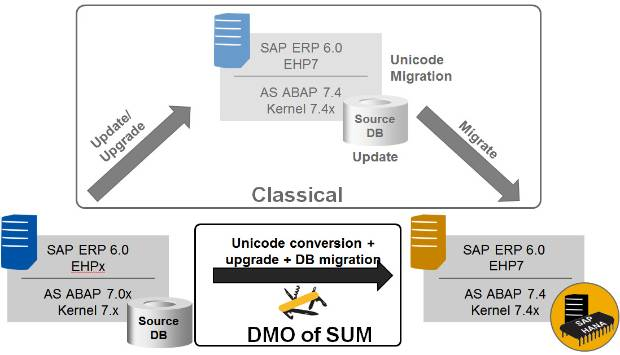 SAP ERP 6.0
EHP7
AS ABAP 7.4
Kernel 7.4x
Unicode
Migration
Source
DB
Update
Update/
Upgrade
Migrate
Classical
SAP ERP 6.0
EHPx
AS ABAP 7.0x
Kernel 7.x
Source
DB
Unicode conversion +
upgrade + DB migration
DMO of SUM
SAP ERP 6.0
EHP7
AS ABAP 7.4
Kernel 7.4x
SAP
HANA